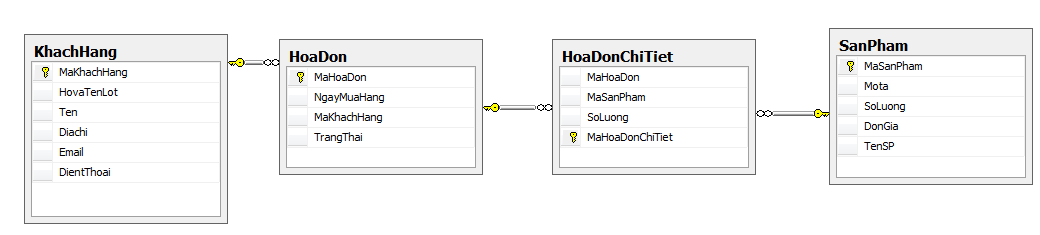 KhachHang
MaKhachHang
HovaTenLot
Ten
Diachi
Email
DientThoai
HoaDon
MaHoaDon
NgayMuaHang
MaKhachHang
TrangThai
HoaDonChiTiet
MaHoaDon
MaSanPham
SoLuong
MaHoaDonChiTiet
SanPham
MaSanPham
Mota
SoLuong
DonGia
TenSP